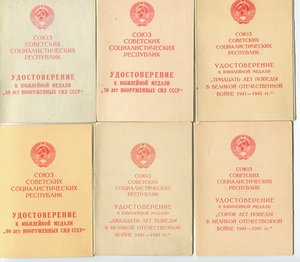 СОЮЗ
СОВЕТСКИХ
СОЦИАЛИСТИЧЕСКИХ
РЕСПУБЛИК
УДОСТОВЕРЕНИЕ
К ЮБИЛЕЙНОЙ МЕДАЛИ
"50 ЛЕТ ВООРУЖЕННЫХ СИЛ СССР"
СОЮЗ
СОВЕТСКИХ
СОЦИАЛИСТИЧЕСКИХ
РЕСПУБЛИК
УДОСТОВЕРЕНИЕ
К ЮБИЛЕЙНОЙ МЕДАЛИ
"70 ЛЕТ ВООРУЖЕННЫХ СИЛ СССР"
СОЮЗ
СОВЕТСКИХ
СОЦИАЛИСТИЧЕСКИХ
РЕСПУБЛИК
УДОСТОВЕРЕНИЕ
К ЮБИЛЕЙНОЙ МЕДАЛИ
"ТРИДЦАТЬ ЛЕТ ПОБЕДЫ
В ВЕЛИКОЙ ОТЕЧЕСТВЕННОЙ
ВОЙНЕ 1941—1945 гг."
СОЮЗ
СОВЕТСКИХ
СОЦИАЛИСТИЧЕСКИХ
РЕСПУБЛИК
УДОСТОВЕРЕНИЕ
К ЮБИЛЕЙНОЙ МЕДАЛИ
"60 ЛЕТ ВООРУЖЕННЫХ СИЛ СССР"
СОЮЗ
СОВЕТСКИХ
СОЦИАЛИСТИЧЕСКИХ
РЕСПУБЛИК
УДОСТОВЕРЕНИЕ
К ЮБИЛЕЙНОЙ МЕДАЛИ
"ДВАДЦАТЬ ЛЕТ ПОБЕДЫ
В ВЕЛИКОЙ ОТЕЧЕСТВЕННОЙ
ВОЙНЕ 1941—1945 гг."
СОЮЗ
СОВЕТСКИХ
СОЦИАЛИСТИЧЕСКИХ
РЕСПУБЛИК
УДОСТОВЕРЕНИЕ
К ЮБИЛЕЙНОЙ МЕДАЛИ
"СОРОК ЛЕТ ПОБЕДЫ
В ВЕЛИКОЙ ОТЕЧЕСТВЕННОЙ
ВОЙНЕ 1941—1945 гг."